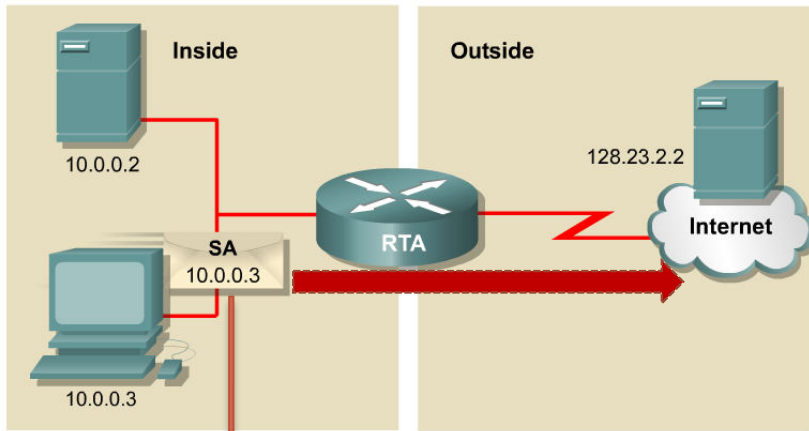 Inside
Outside
10.0.0.2
128.23.2.2
RTA
Internet
SA
10.0.0.3
10.0.0.3